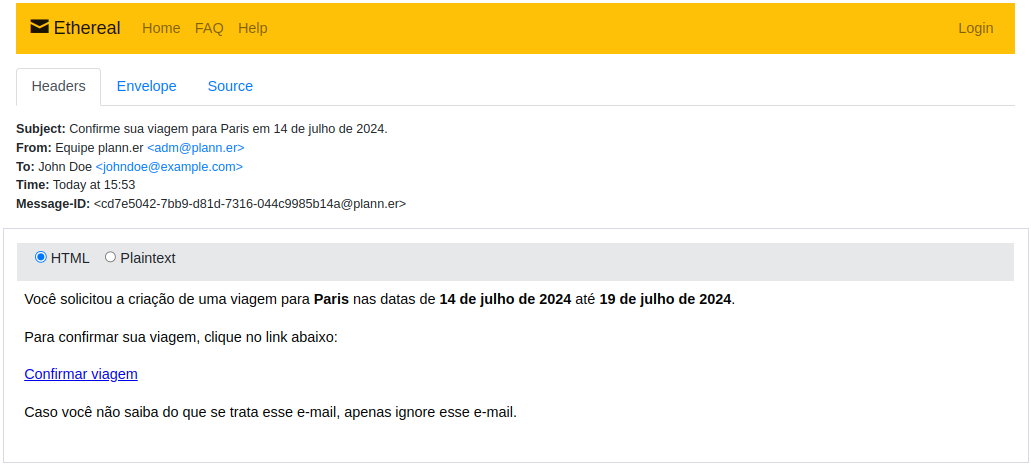 Ethereal Home FAQ Help Login
Headers Envelope Source
Subject: Confirme sua viagem para Paris em 14 de julho de 2024.
From: Equipe plann.er <adm@plann.er>
To: John Doe <johndoe@example.com>
Time: Today at 15:53
Message-ID: <cd7e5042-7bb9-d81d-7316-044c9985b14a@plann.er>
HTML Plaintext
Você solicitou a criação de uma viagem para Paris nas datas de 14 de julho de 2024 até 19 de julho de 2024.
Para confirmar sua viagem, clique no link abaixo:
Confirmar viagem
Caso você não saiba do que se trata esse e-mail, apenas ignore esse e-mail.